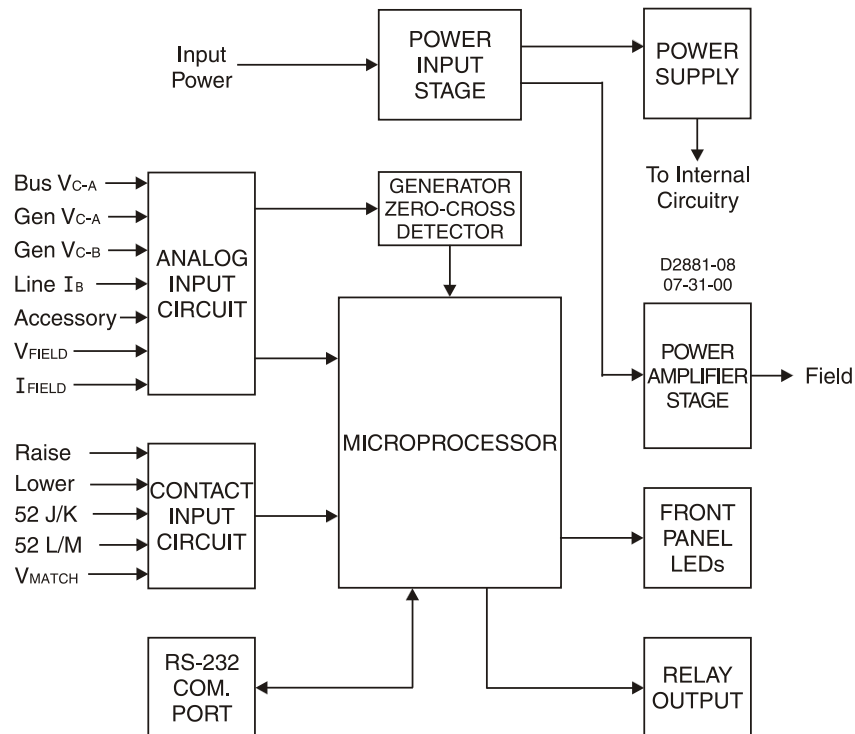 Input
Power
POWER
INPUT
STAGE
POWER
SUPPLY
To Internal
Circuitry
Bus VC-A
Gen VC-A
Gen VC-B
Line IB
Accessory
VFIELD
IFIELD
ANALOG
INPUT
CIRCUIT
GENERATOR
ZERO-CROSS
DETECTOR
D2881-08
07-31-00
POWER
AMPLIFIER
STAGE
Field
MICROPROCESSOR
Raise
Lower
52 J/K
52 L/M
VMATCH
CONTACT
INPUT
CIRCUIT
FRONT
PANEL
LEDs
RS-232
COM.
PORT
RELAY
OUTPUT